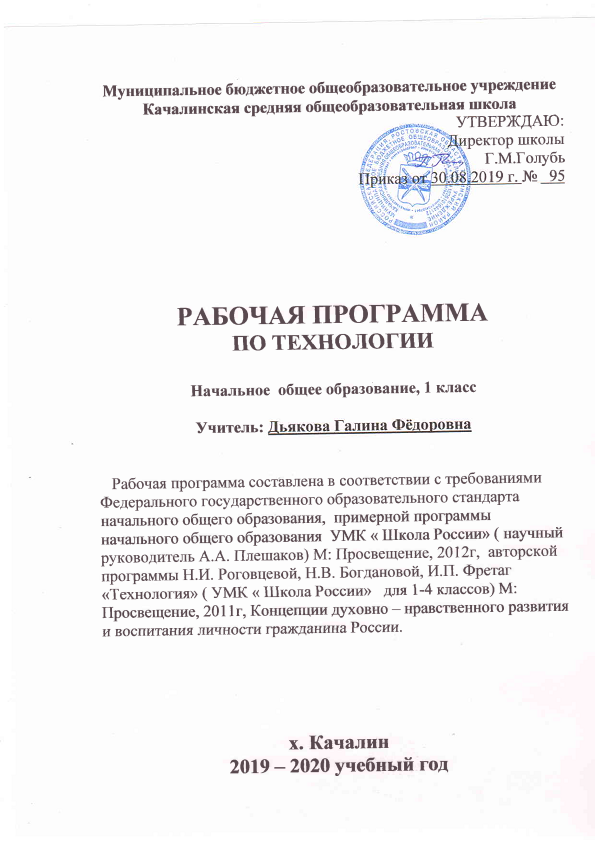 Муниципальное бюджетное общеобразовательное учреждение
Качалинская средняя общеобразовательная школа
УТВЕРЖДАЮ:
Директор школы
Г.М.Голубь
Приказ от 30.08.2019 г. № 95
РАБОЧАЯ ПРОГРАММА
ПО ТЕХНОЛОГИИ
Начальное общее образование, 1 класс
Учитель: Дьякова Галина Фёдоровна
Рабочая программа составлена в соответствии с требованиями
Федерального государственного образовательного стандарта
начального общего образования, примерной программы
начального общего образования УМК « Школа России» ( научный
руководитель А.А. Плешаков) М: Просвещение, 2012г, авторской
программы Н.И. Роговцевой, Н.В. Богдановой, И.П. Фретаг
«Технология» ( УМК « Школа России» для 1-4 классов) М:
Просвещение, 2011г, Концепции духовно – нравственного развития
и воспитания личности гражданина России.
х. Качалин
2019 – 2020 учебный год